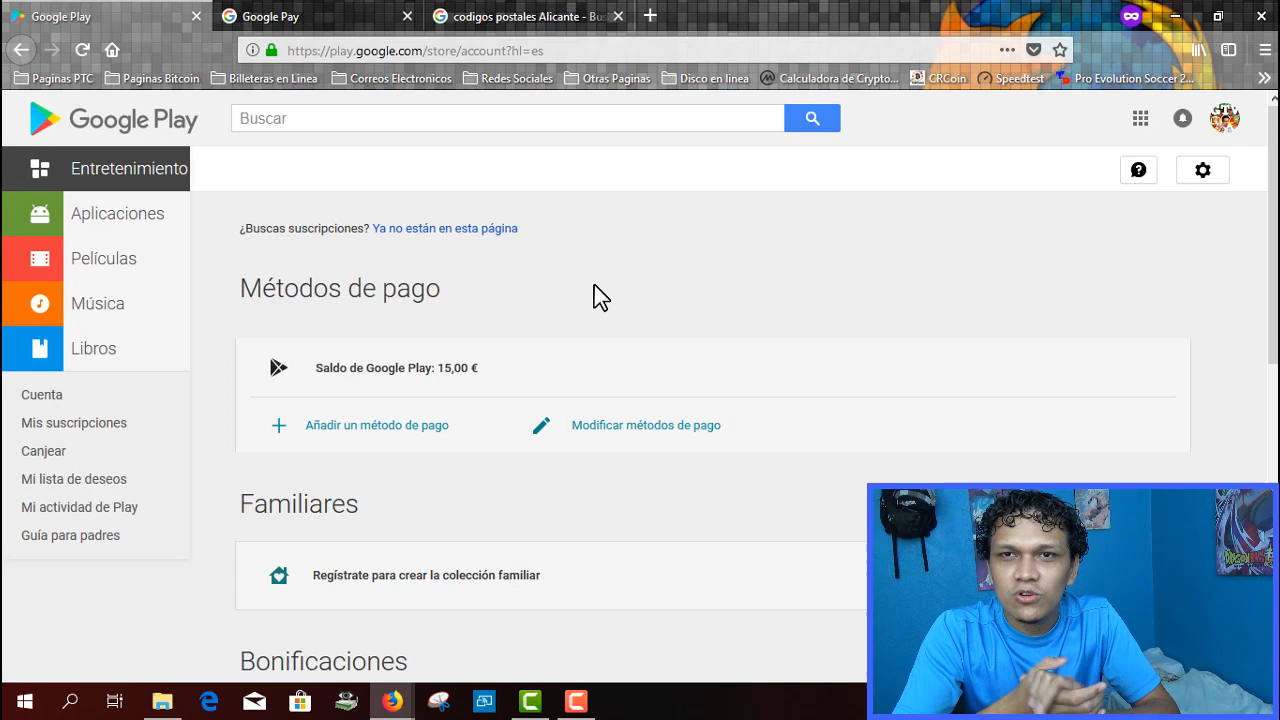 Google Play
Google Pay
codigos postales Alicante - Bus
https://play.google.com/store/account?hl=es
Paginas PTC
Paginas Bitcoin
Billeteras en Linea
Correos Electronicos
Redes Sociales
Otras Paginas
Disco en linea
Calculadora de Crypto...
CRCoin
Speedtest
Pro Evolution Soccer 2...
Google Play
Buscar
Entretenimiento
Aplicaciones
Películas
Música
Libros
Cuenta
Mis suscripciones
Canjear
Mi lista de deseos
Mi actividad de Play
Guía para padres
¿Buscas suscripciones? Ya no están en esta página
Métodos de pago
Saldo de Google Play: 15,00 €
Añadir un método de pago
Modificar métodos de pago
Familiares
Regístrate para crear la colección familiar
Bonificaciones